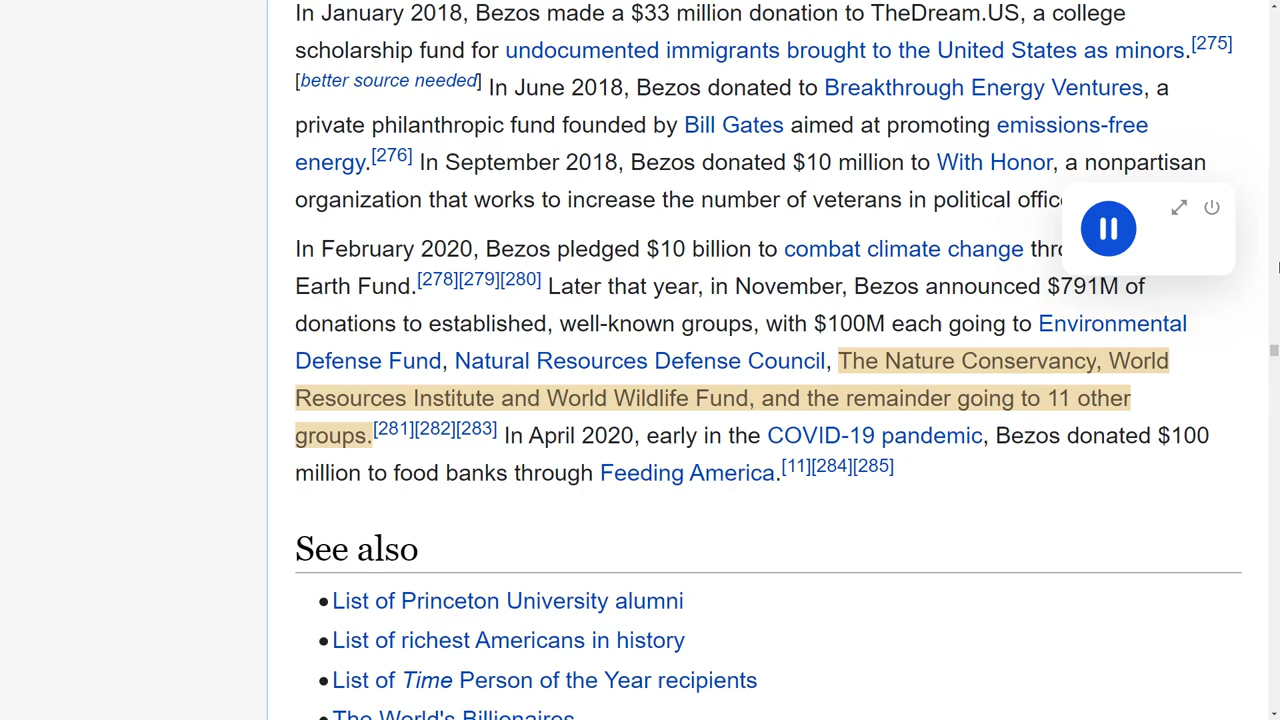 In January 2018, Bezos made a $33 million donation to TheDream.US, a college
scholarship fund for undocumented immigrants brought to the United States as minors.[275]
[better source needed] In June 2018, Bezos donated to Breakthrough Energy Ventures, a
private philanthropic fund founded by Bill Gates aimed at promoting emissions-free
energy.[276] In September 2018, Bezos donated $10 million to With Honor, a nonpartisan
organization that works to increase the number of veterans in political
In February 2020, Bezos pledged $10 billion to combat climate change
Earth Fund.[278][279][280] Later that year, in November, Bezos announced $791M of
donations to established, well-known groups, with $100M each going to Environmental
Defense Fund, Natural Resources Defense Council, The Nature Conservancy, World
Resources Institute and World Wildlife Fund, and the remainder going to 11 other
groups.[281][282][283] In April 2020, early in the COVID-19 pandemic, Bezos donated $100
million to food banks through Feeding America.[11][284][285]
See also
•List of Princeton University alumni
•List of richest Americans in history
•List of Time Person of the Year recipients
•The World's Billionaires